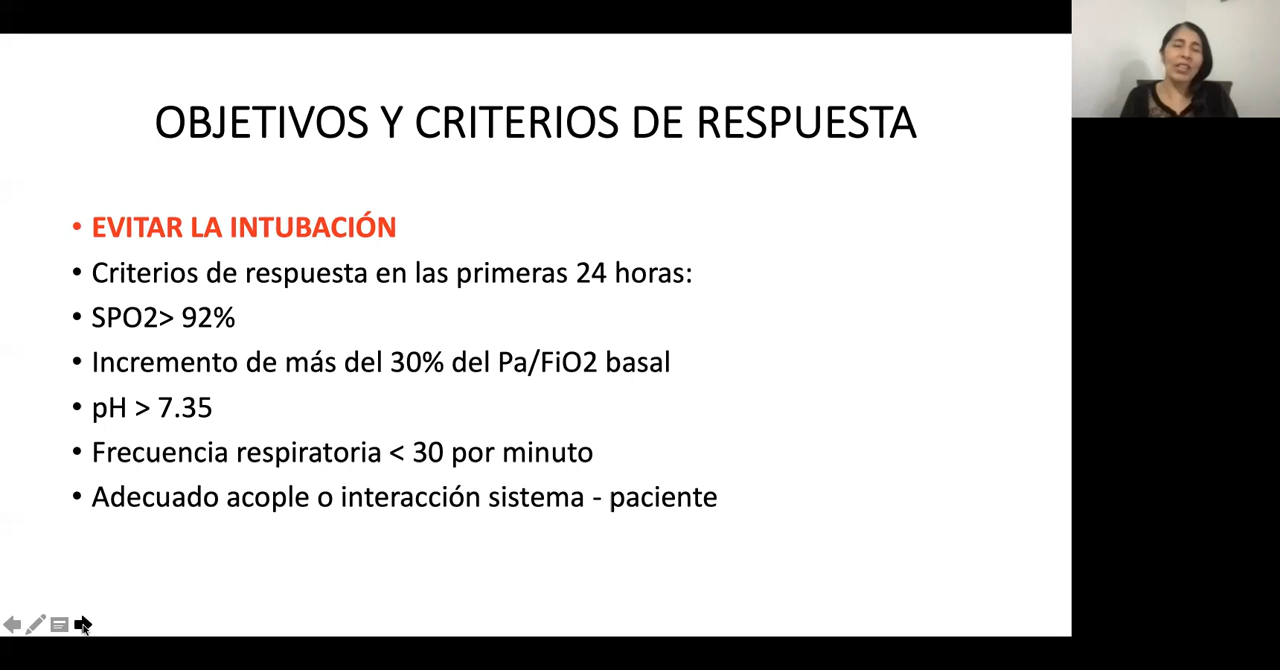 OBJETIVOS Y CRITERIOS DE RESPUESTA
• EVITAR LA INTUBACIÓN
• Criterios de respuesta en las primeras 24 horas:
• SPO2> 92%
• Incremento de más del 30% del Pa/FiO2 basal
• pH > 7.35
• Frecuencia respiratoria < 30 por minuto
• Adecuado acople o interacción sistema - paciente